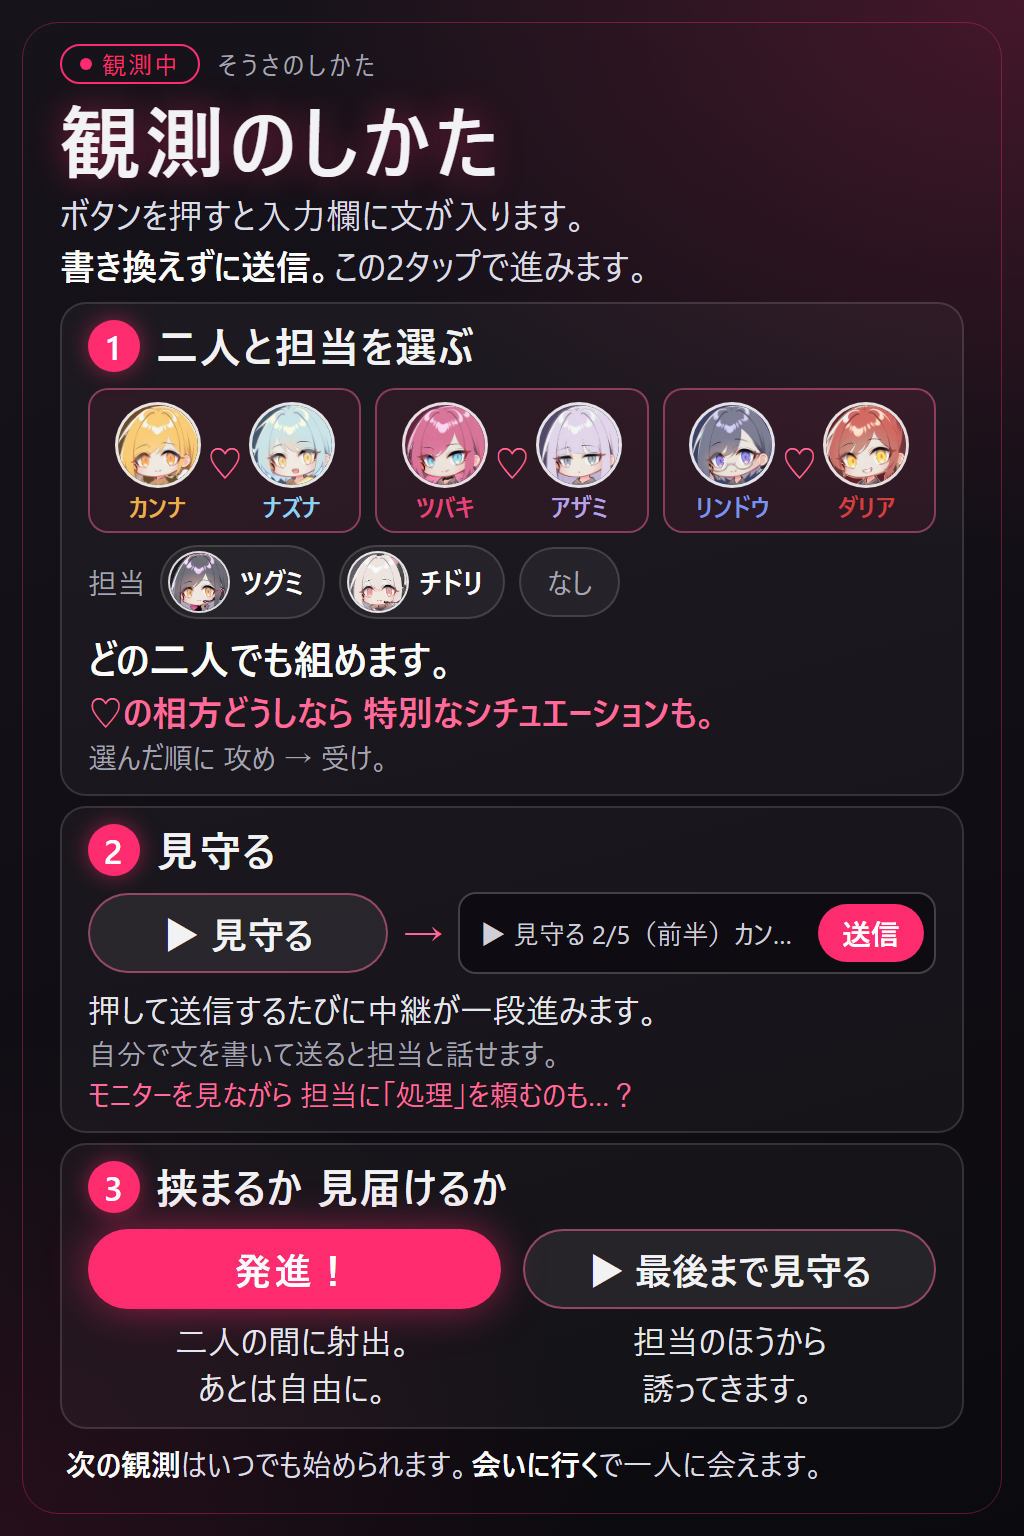 観測中
そうさのしかた
観測のしかた
ボタンを押すと入力欄に文が入ります。
書き換えずに送信。この2タップで進みます。
1 二人と担当を選ぶ
カンナ ♡ ナズナ
ツバキ ♡ アザミ
リンドウ ♡ ダリア
担当 ツグミ チドリ なし
どの二人でも組めます。
♡の相方どうしなら 特別なシチュエーションも。
選んだ順に 攻め → 受け。
2 見守る
▶ 見守る → ▶ 見守る 2/5（前半）カン... 送信
押して送信するたびに中継が一段進みます。
自分で文を書いて送ると担当と話せます。
モニターを見ながら 担当に「処理」を頼むのも…？
3 挟まるか 見届けるか
発進！
二人の間に射出。
あとは自由に。
▶ 最後まで見守る
担当のほうから
誘ってきます。
次の観測はいつでも始められます。会いに行くで一人に会えます。